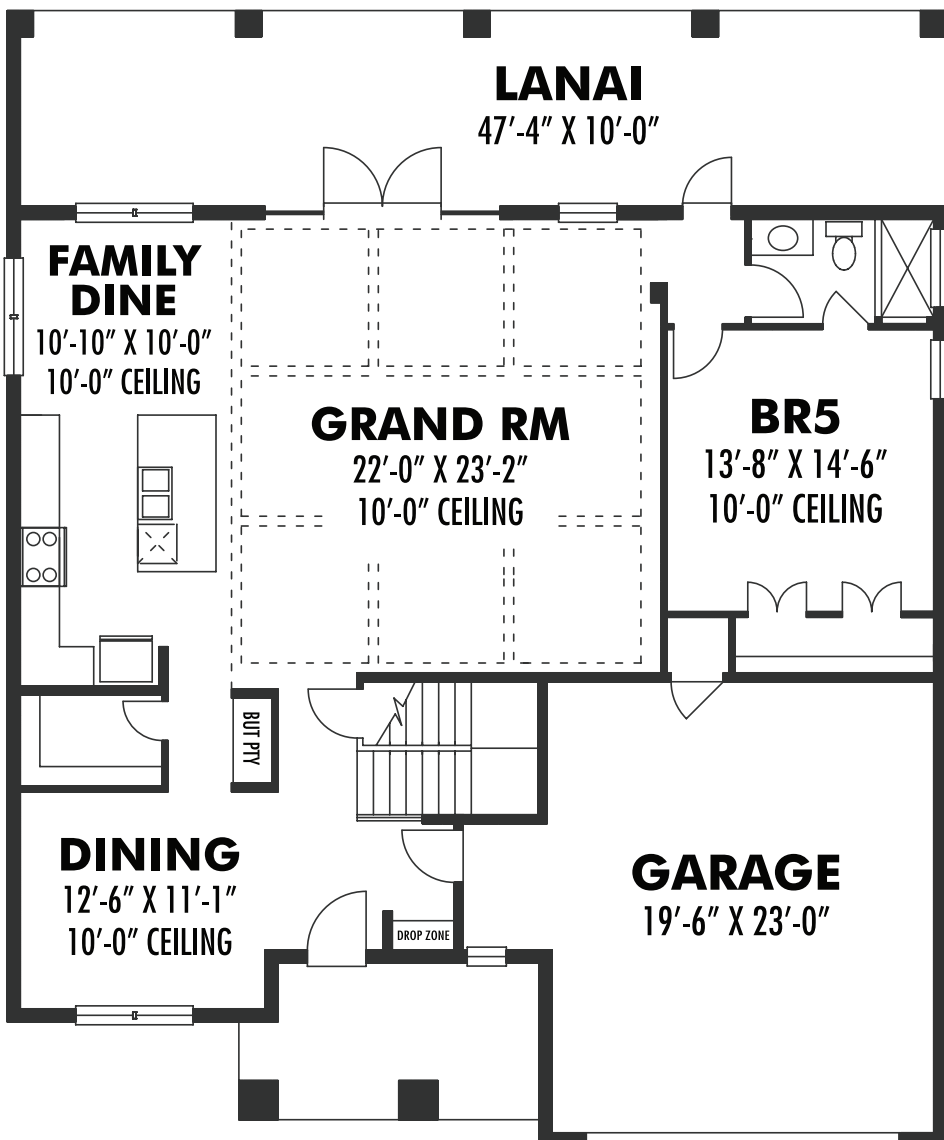 LANAI
47′-4″ X 10′-0″
FAMILY
DINE
10′-10″ X 10′-0″
10′-0″ CEILING
GRAND RM
22′-0″ X 23′-2″
10′-0″ CEILING
BR5
13′-8″ X 14′-6″
10′-0″ CEILING
BUT PTY
DINING
12′-6″ X 11′-1″
10′-0″ CEILING
DROP ZONE
GARAGE
19′-6″ X 23′-0″